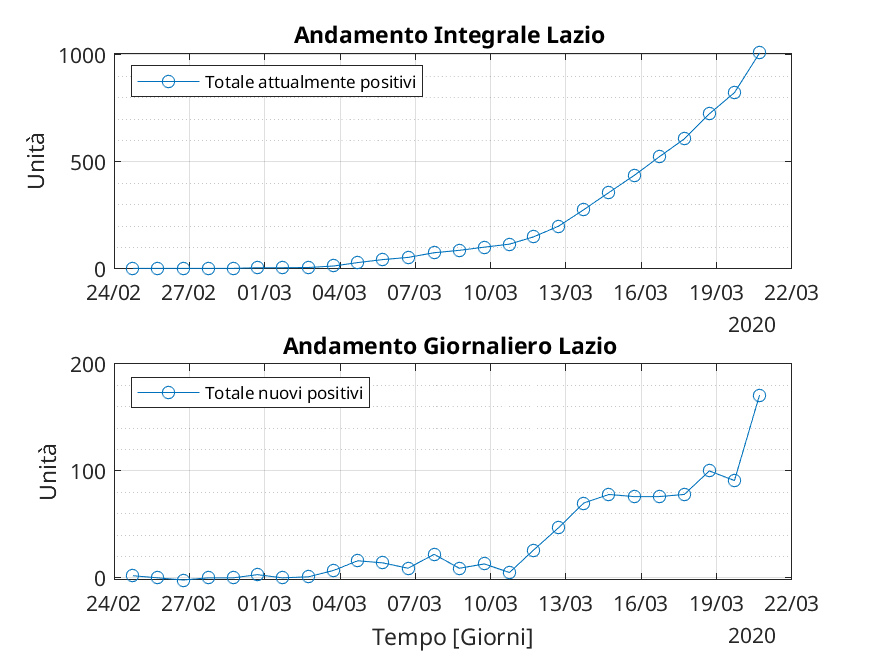 Andamento Integrale Lazio
1000
500
0
Unità
Totale attualmente positivi
24/02 27/02 01/03 04/03 07/03 10/03 13/03 16/03 19/03 22/03
2020
Andamento Giornaliero Lazio
200
100
0
Unità
Totale nuovi positivi
24/02 27/02 01/03 04/03 07/03 10/03 13/03 16/03 19/03 22/03
Tempo [Giorni]
2020